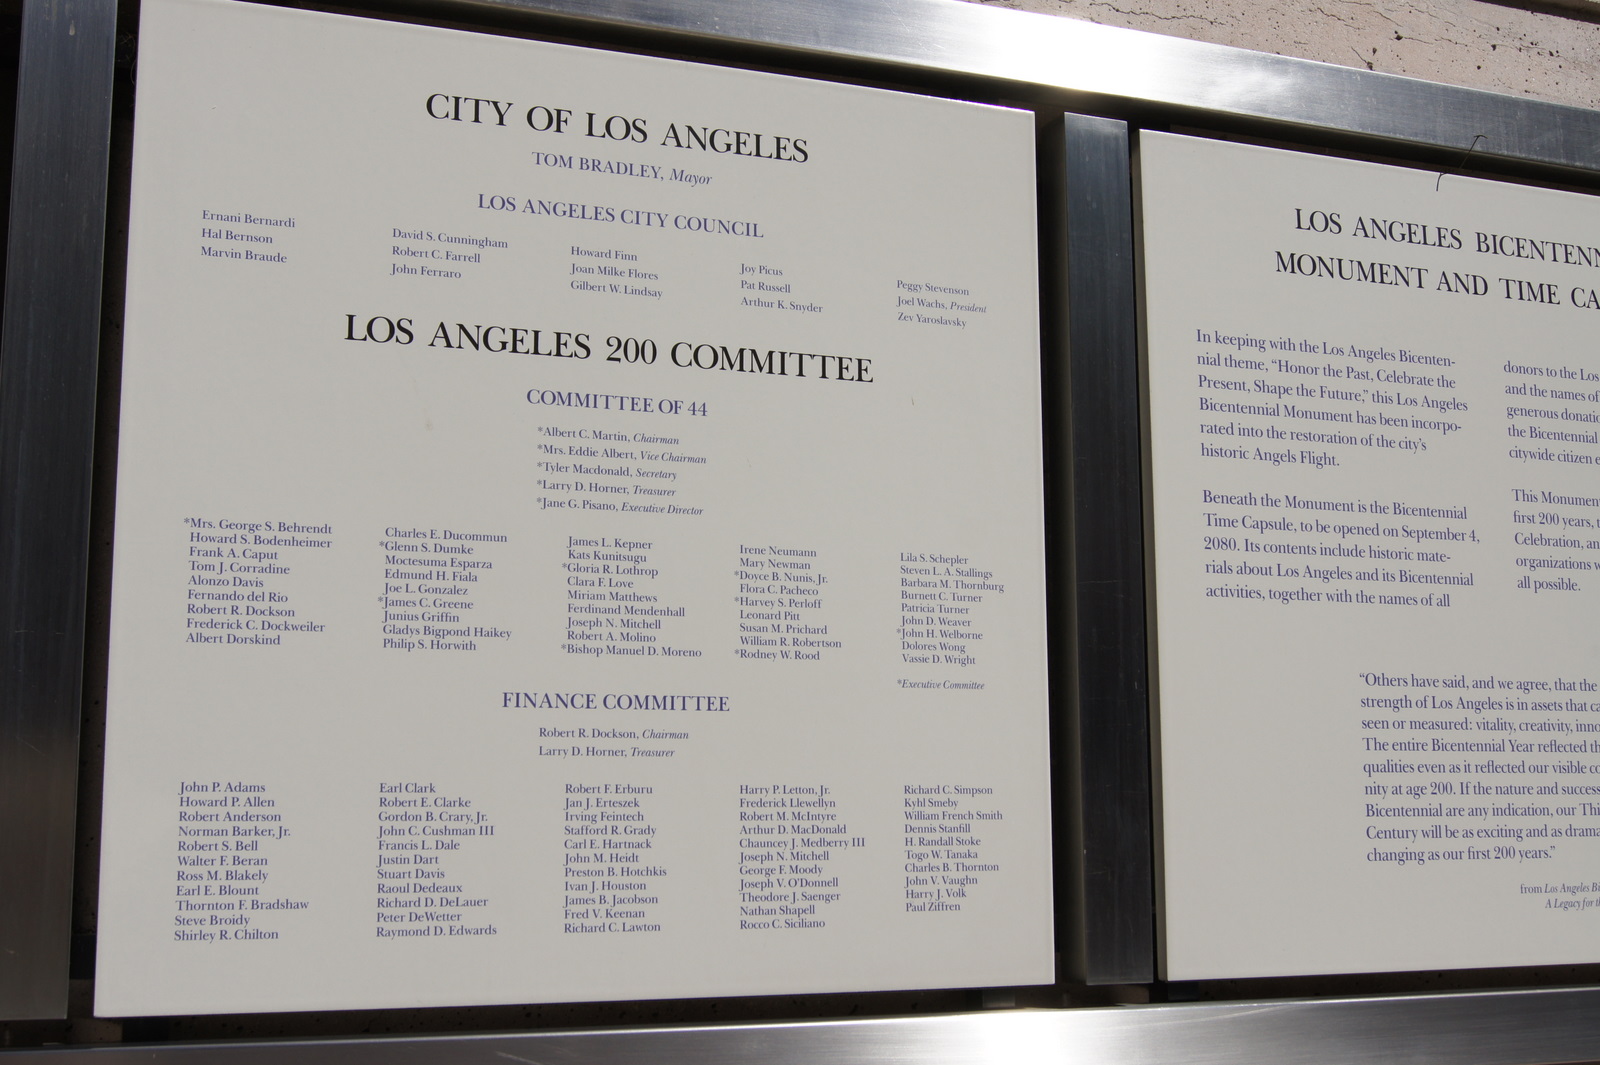 CITY OF LOS ANGELES
TOM BRADLEY, Mayor
LOS ANGELES CITY COUNCIL
Ernani Bernardi
Hal Bernson
Marvin Braude
David S. Cunningham
Robert C. Farrell
John Ferraro
Howard Finn
Joan Milke Flores
Gilbert W. Lindsay
Joy Picus
Pat Russell
Arthur K. Snyder
Peggy Stevenson
Joel Wachs, President
Zev Yaroslavsky
LOS ANGELES 200 COMMITTEE
COMMITTEE OF 44
*Albert C. Martin, Chairman
*Mrs. Eddie Albert, Vice Chairman
*Tyler Macdonald, Secretary
*Larry D. Horner, Treasurer
*Jane G. Pisano, Executive Director
*Mrs. George S. Behrendt
Howard S. Bodenheimer
Frank A. Caput
Tom J. Corradine
Alonzo Davis
Fernando del Rio
Robert R. Dockson
Frederick C. Dockweiler
Albert Dorskind
Charles E. Ducommun
*Glenn S. Dumke
Moctesuma Esparza
Edmund H. Fiala
Joe L. Gonzalez
*James C. Greene
Junius Griffin
Gladys Bigpond Haikey
Philip S. Horwith
James L. Kepner
Kats Kunitsugu
*Gloria R. Lothrop
Clara F. Love
Miriam Matthews
Ferdinand Mendenhall
Joseph N. Mitchell
Robert A. Molino
*Bishop Manuel D. Moreno
Irene Neumann
Mary Newman
*Doyce B. Nunis, Jr.
Flora C. Pacheco
*Harvey S. Perloff
Leonard Pitt
Susan M. Prichard
William R. Robertson
*Rodney W. Rood
Lila S. Schepler
Steven L. A. Stallings
Barbara M. Thornburg
Burnett C. Turner
Patricia Turner
John D. Weaver
*John H. Welborne
Dolores Wong
Vassie D. Wright
*Executive Committee
FINANCE COMMITTEE
Robert R. Dockson, Chairman
Larry D. Horner, Treasurer
John P. Adams
Howard P. Allen
Robert Anderson
Norman Barker, Jr.
Robert S. Bell
Walter F. Beran
Ross M. Blakely
Earl E. Blount
Thornton F. Bradshaw
Steve Broidy
Shirley R. Chilton
Earl Clark
Robert E. Clarke
Gordon B. Crary, Jr.
John C. Cushman III
Francis L. Dale
Justin Dart
Stuart Davis
Raoul Dedeaux
Richard D. DeLauer
Peter DeWetter
Raymond D. Edwards
Robert F. Erburu
Jan J. Erteszek
Irving Feintech
Stafford R. Grady
Carl E. Hartnack
John M. Heidt
Preston B. Hotchkis
Ivan J. Houston
James B. Jacobson
Fred V. Keenan
Richard C. Lawton
Harry P. Letton, Jr.
Frederick Llewellyn
Robert M. McIntyre
Arthur D. MacDonald
Chauncey J. Medberry III
Joseph N. Mitchell
George F. Moody
Joseph V. O'Donnell
Theodore J. Saenger
Nathan Shapell
Rocco C. Siciliano
Richard C. Simpson
Kyhl Smeby
William French Smith
Dennis Stanfill
H. Randall Stoke
Togo W. Tanaka
Charles B. Thornton
John V. Vaughn
Harry J. Volk
Paul Ziffren
LOS ANGELES BICENTENN
MONUMENT AND TIME CA
In keeping with the Los Angeles Bicenten-
nial theme, "Honor the Past, Celebrate the
Present, Shape the Future," this Los Angeles
Bicentennial Monument has been incorpo-
rated into the restoration of the city's
historic Angels Flight.
Beneath the Monument is the Bicentennial
Time Capsule, to be opened on September 4,
2080. Its contents include historic mate-
rials about Los Angeles and its Bicentennial
activities, together with the names of all
donors to the Los
and the names of
generous donatio
the Bicentennial
citywide citizen e
This Monumen
first 200 years, t
Celebration, an
organizations w
all possible.
"Others have said, and we agree, that the
strength of Los Angeles is in assets that ca
seen or measured: vitality, creativity, inno
The entire Bicentennial Year reflected th
qualities even as it reflected our visible co
nity at age 200. If the nature and success
Bicentennial are any indication, our Thi
Century will be as exciting and as drama
changing as our first 200 years."
from Los Angeles Bi
A Legacy for th